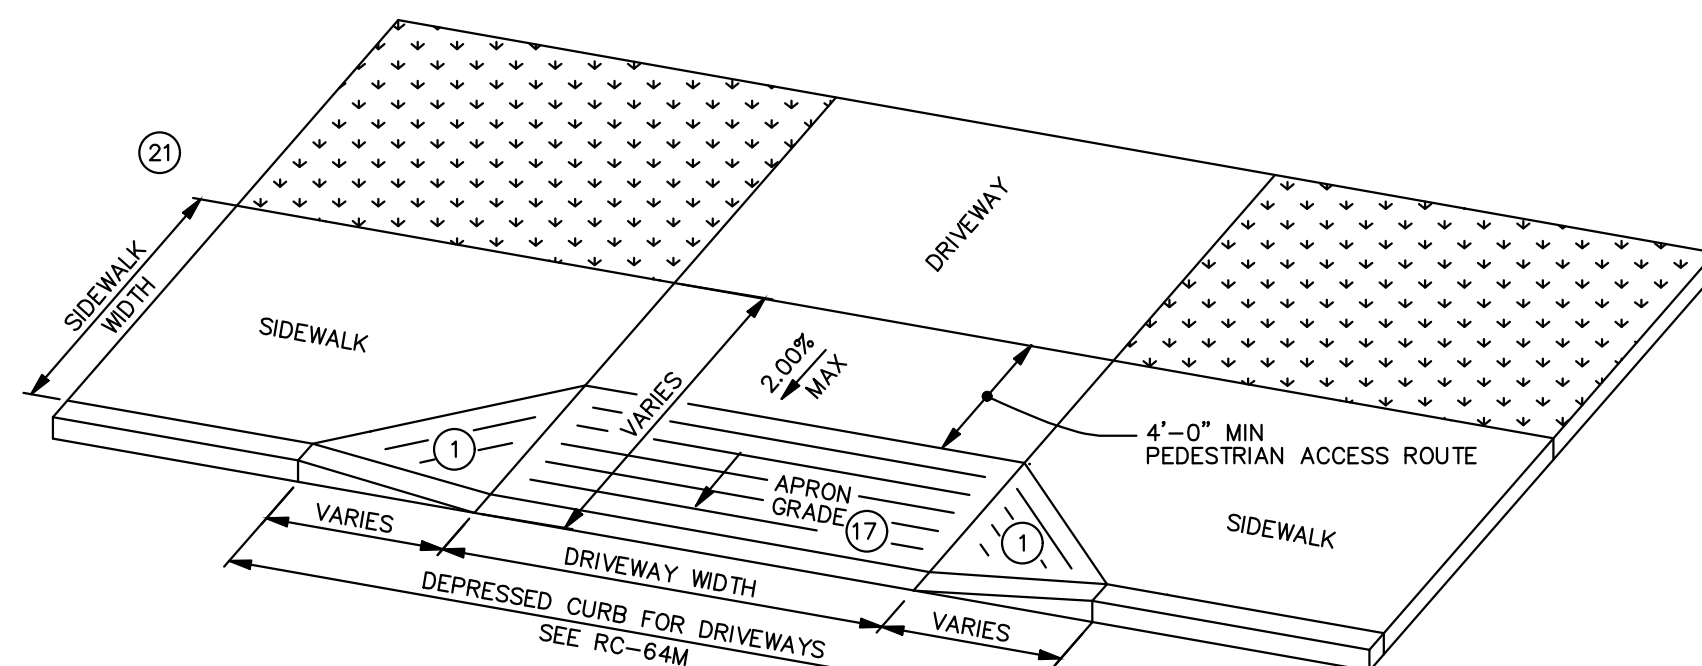 21
SIDEWALK
WIDTH
SIDEWALK
DRIVEWAY
2.00%
MAX
VARIES
4'-0" MIN
PEDESTRIAN ACCESS ROUTE
1
APRON
GRADE
17
1
SIDEWALK
VARIES
DRIVEWAY WIDTH
VARIES
DEPRESSED CURB FOR DRIVEWAYS
SEE RC-64M